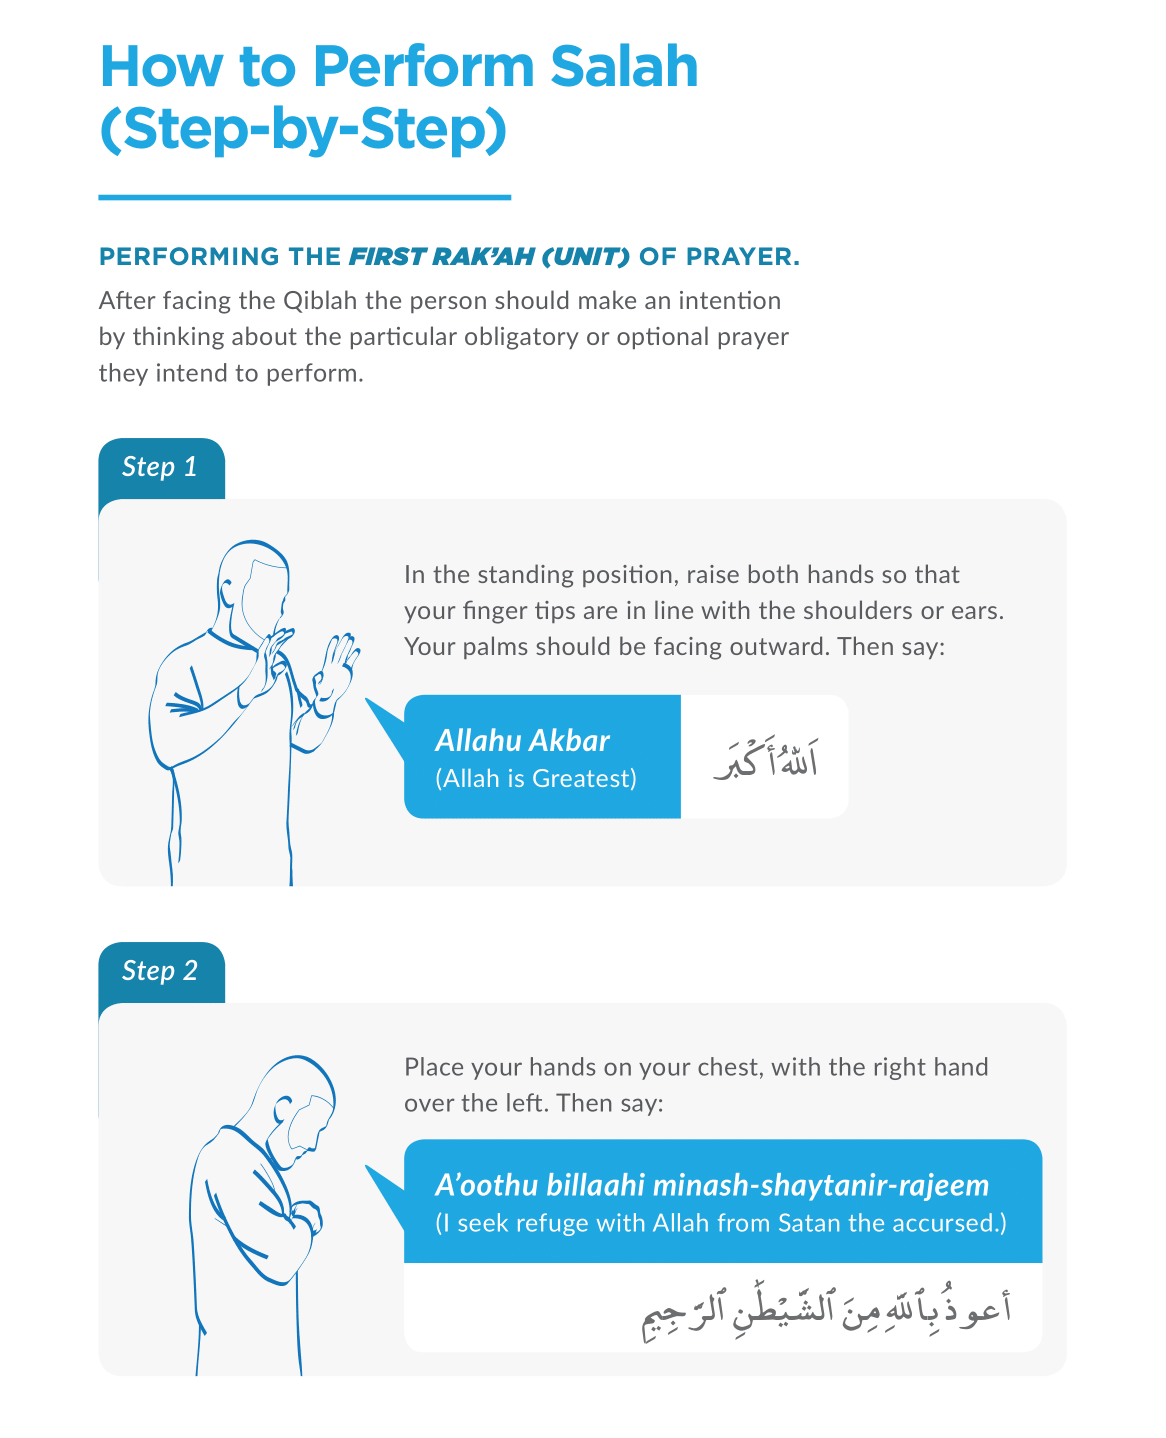 How to Perform Salah
(Step-by-Step)
PERFORMING THE FIRST RAK’AH (UNIT) OF PRAYER.
After facing the Qiblah the person should make an intention
by thinking about the particular obligatory or optional prayer
they intend to perform.
Step 1
In the standing position, raise both hands so that
your finger tips are in line with the shoulders or ears.
Your palms should be facing outward. Then say:
Allahu Akbar
(Allah is Greatest)
اَللّٰهُ أَكْبَر
Step 2
Place your hands on your chest, with the right hand
over the left. Then say:
A’oothu billaahi minash-shaytanir-rajeem
(I seek refuge with Allah from Satan the accursed.)
أعوذُ بِٱللَّهِ مِنَ ٱلشَّيْطَٰنِ ٱلرَّجِيمِ